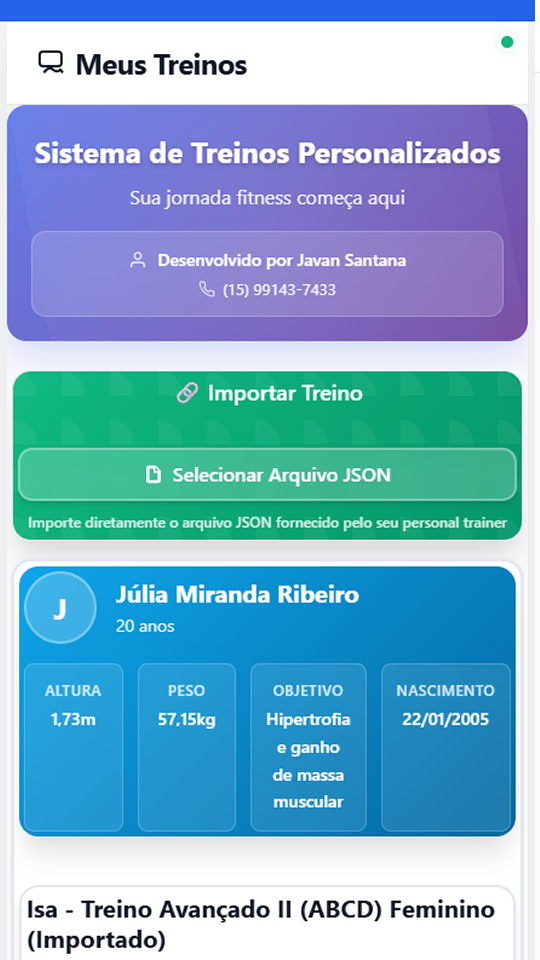 Meus Treinos
Sistema de Treinos Personalizados
Sua jornada fitness começa aqui
Desenvolvido por Javan Santana
(15) 99143-7433
Importar Treino
Selecionar Arquivo JSON
Importe diretamente o arquivo JSON fornecido pelo seu personal trainer
J
Júlia Miranda Ribeiro
20 anos
ALTURA
1,73m
PESO
57,15kg
OBJETIVO
Hipertrofia
e ganho
de massa
muscular
NASCIMENTO
22/01/2005
Isa - Treino Avançado II (ABCD) Feminino
(Importado)